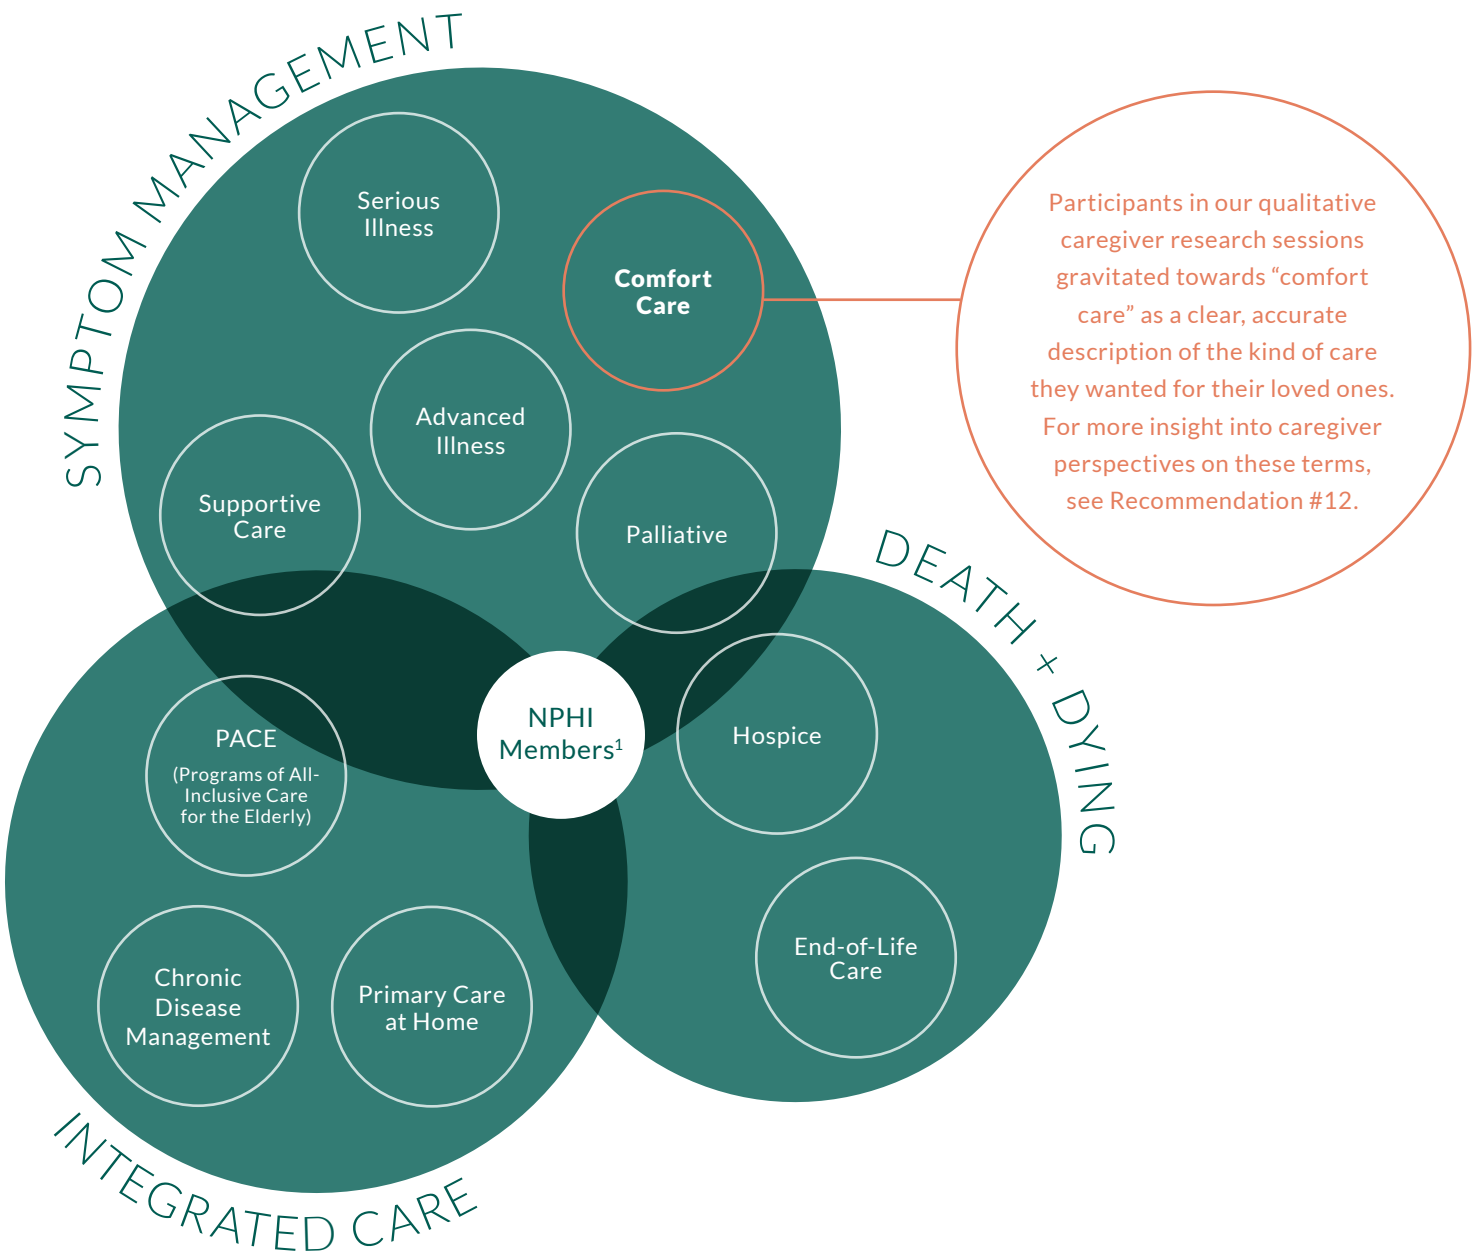 SYMPTOM MANAGEMENT
Serious
Illness
Comfort
Care
Participants in our qualitative
caregiver research sessions
gravitated towards “comfort
care” as a clear, accurate
description of the kind of care
they wanted for their loved ones.
For more insight into caregiver
perspectives on these terms,
see Recommendation #12.
Advanced
Illness
Supportive
Care
Palliative
DEATH + DYING
NPHI
Members¹
Hospice
PACE
(Programs of All-
Inclusive Care
for the Elderly)
End-of-Life
Care
Chronic
Disease
Management
Primary Care
at Home
INTEGRATED CARE